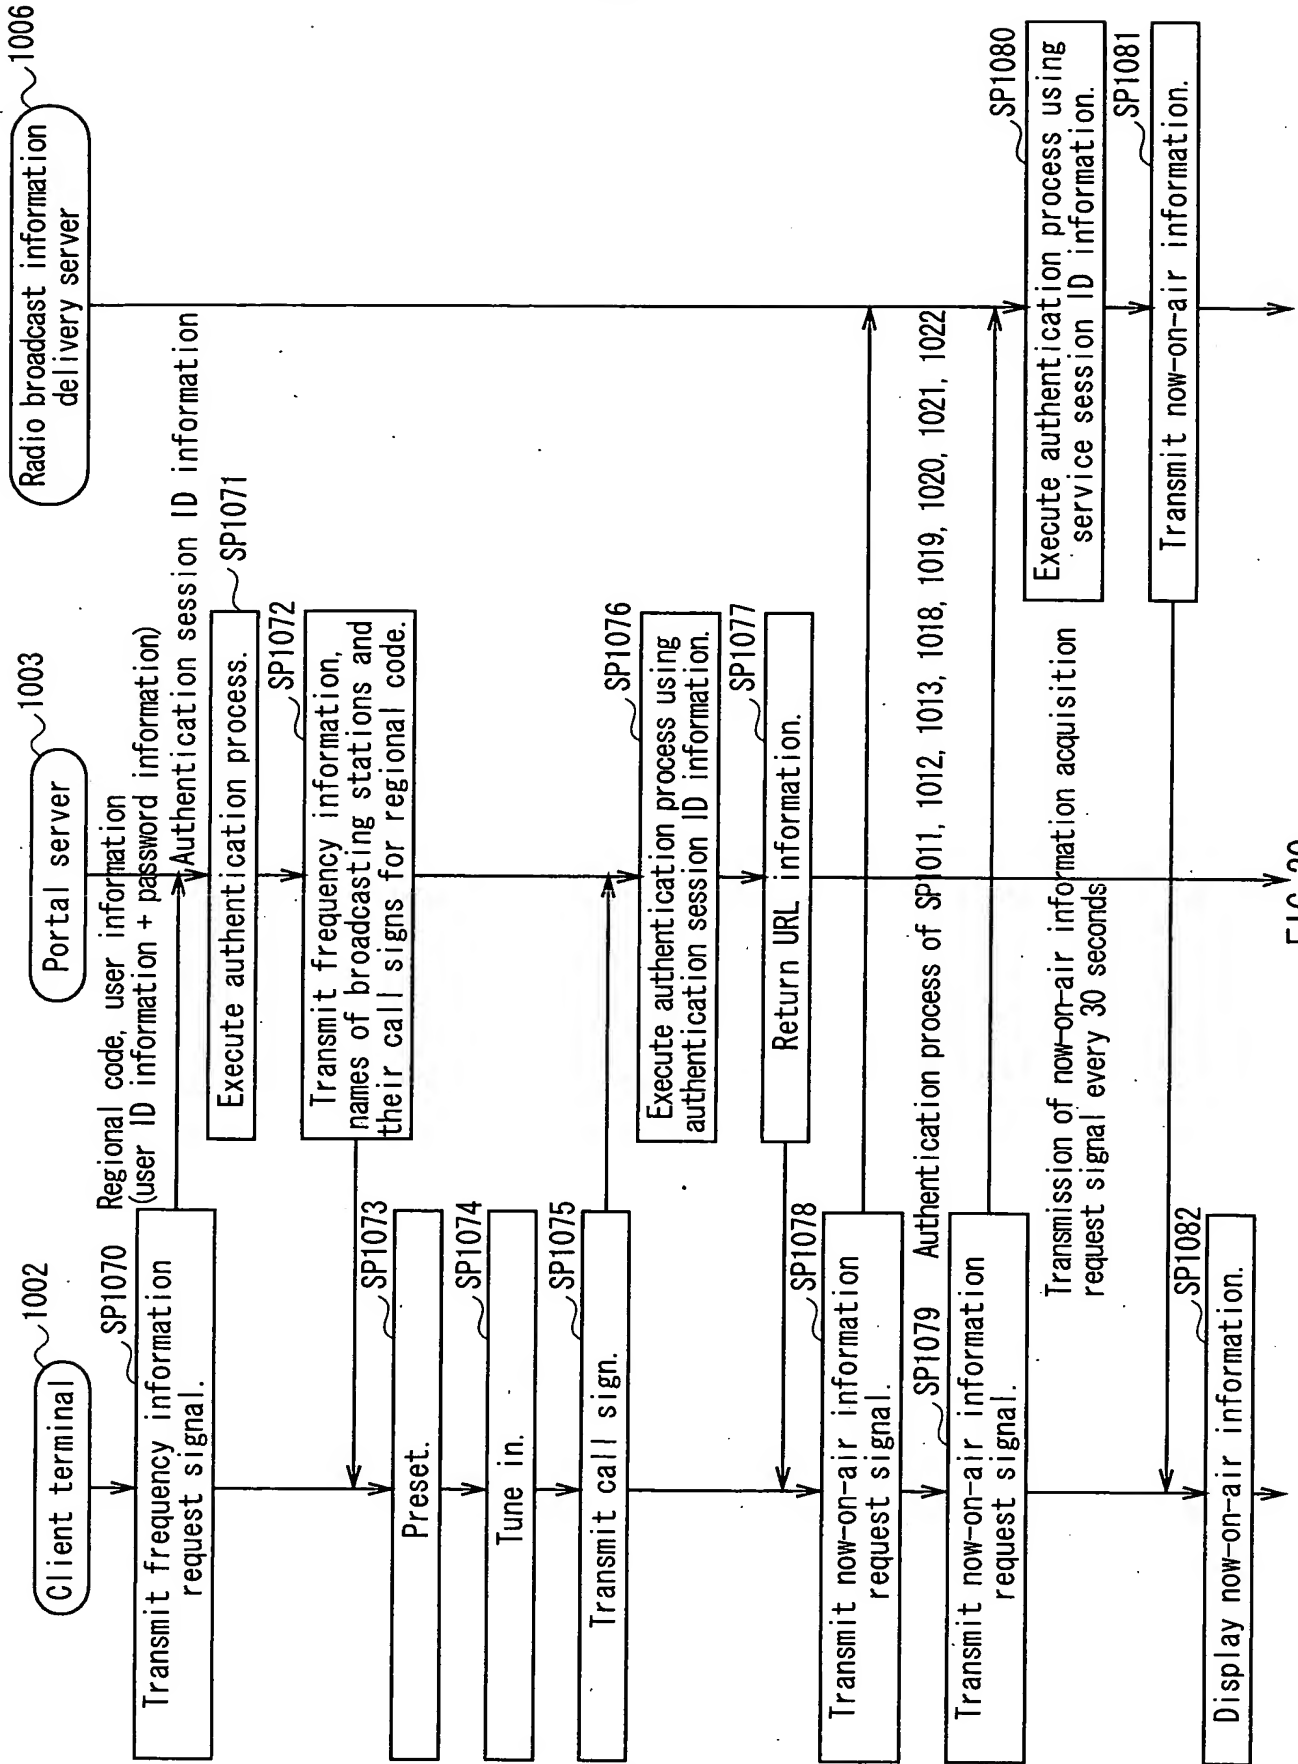 Client terminal
1002
Portal server
1003
Radio broadcast information
delivery server
1006
SP1070
Transmit frequency information
request signal.
Regional code, user information
(user ID information + password information)
Authentication session ID information
Execute authentication process.
SP1071
SP1072
Transmit frequency information,
names of broadcasting stations and
their call signs for regional code.
SP1073
Preset.
SP1074
Tune in.
SP1075
Transmit call sign.
SP1076
Execute authentication process using
authentication session ID information.
SP1077
Return URL information.
SP1078
Transmit now-on-air information
request signal.
Authentication process of SP1011, 1012, 1013, 1018, 1019, 1020, 1021, 1022
SP1079
Transmit now-on-air information
request signal.
Transmission of now-on-air information acquisition
request signal every 30 seconds
SP1080
Execute authentication process using
service session ID information.
SP1081
Transmit now-on-air information.
SP1082
Display now-on-air information.